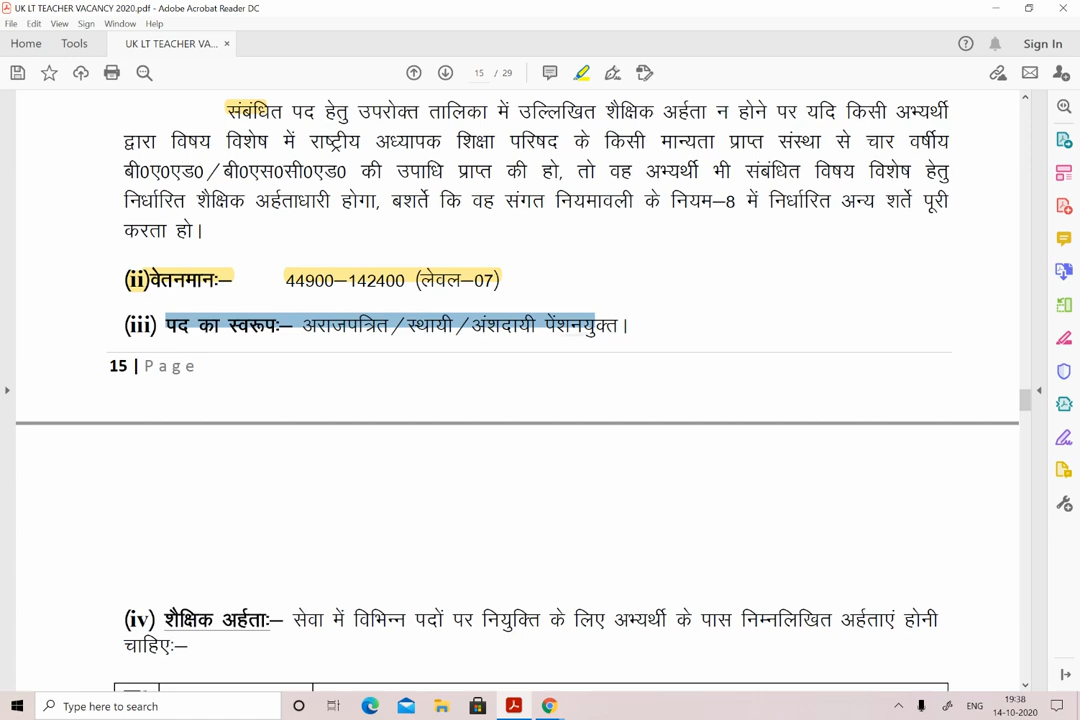 UK LT TEACHER VACANCY 2020.pdf - Adobe Acrobat Reader DC
File Edit View Sign Window Help
Home Tools UK LT TEACHER VA... × Sign In
15 / 29
संबंधित पद हेतु उपरोक्त तालिका में उल्लिखित शैक्षिक अर्हता न होने पर यदि किसी अभ्यर्थी
द्वारा विषय विशेष में राष्ट्रीय अध्यापक शिक्षा परिषद के किसी मान्यता प्राप्त संस्था से चार वर्षीय
बी0ए0एड0/बी0एस0सी0एड0 की उपाधि प्राप्त की हो, तो वह अभ्यर्थी भी संबंधित विषय विशेष हेतु
निर्धारित शैक्षिक अर्हताधारी होगा, बशर्ते कि वह संगत नियमावली के नियम–8 में निर्धारित अन्य शर्ते पूरी
करता हो।
(ii)वेतनमानः– 44900–142400 (लेवल–07)
(iii) पद का स्वरूपः– अराजपत्रित/स्थायी/अंशदायी पेंशनयुक्त।
15 | Page
(iv) शैक्षिक अर्हताः– सेवा में विभिन्न पदों पर नियुक्ति के लिए अभ्यर्थी के पास निम्नलिखित अर्हताएं होनी
चाहिएः–
Type here to search
ENG
19:38
14-10-2020